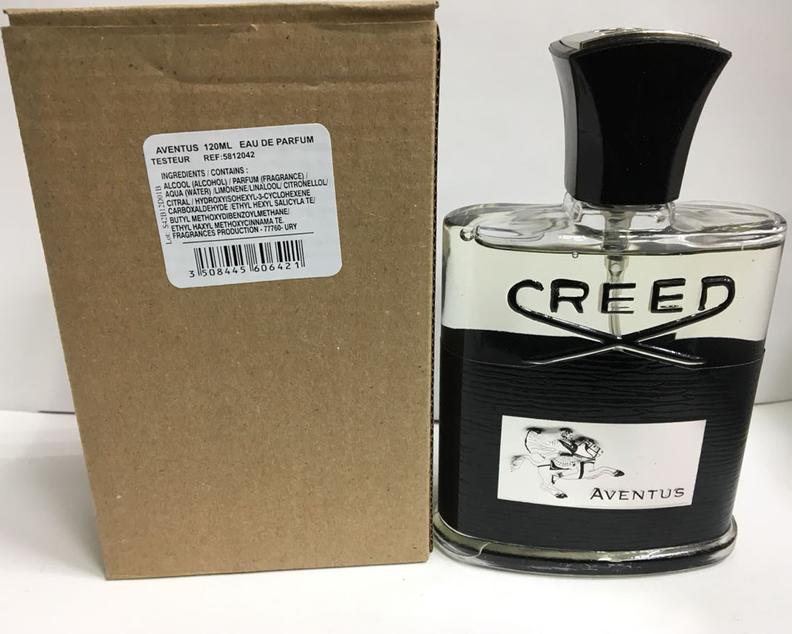 AVENTUS 120ML EAU DE PARFUM
TESTEUR REF:5812042
INGREDIENTS / CONTAINS :
ALCOOL (ALCOHOL) / PARFUM (FRAGRANCE) /
AQUA (WATER) /LIMONENE/LINALOOL/ CITRONELLOL/
CITRAL / HYDROXYISOHEXYL-3-CYCLOHEXENE
CARBOXALDEHYDE /ETHYL HEXYL SALICYLA TE/
BUTYL METHOXYDIBENZOYLMETHANE/
ETHYL HAXYL METHOXYCINNAMA TE.
FRAGRANCES PRODUCTION - 77760- URY
3 508445 606421
CREED
AVENTUS